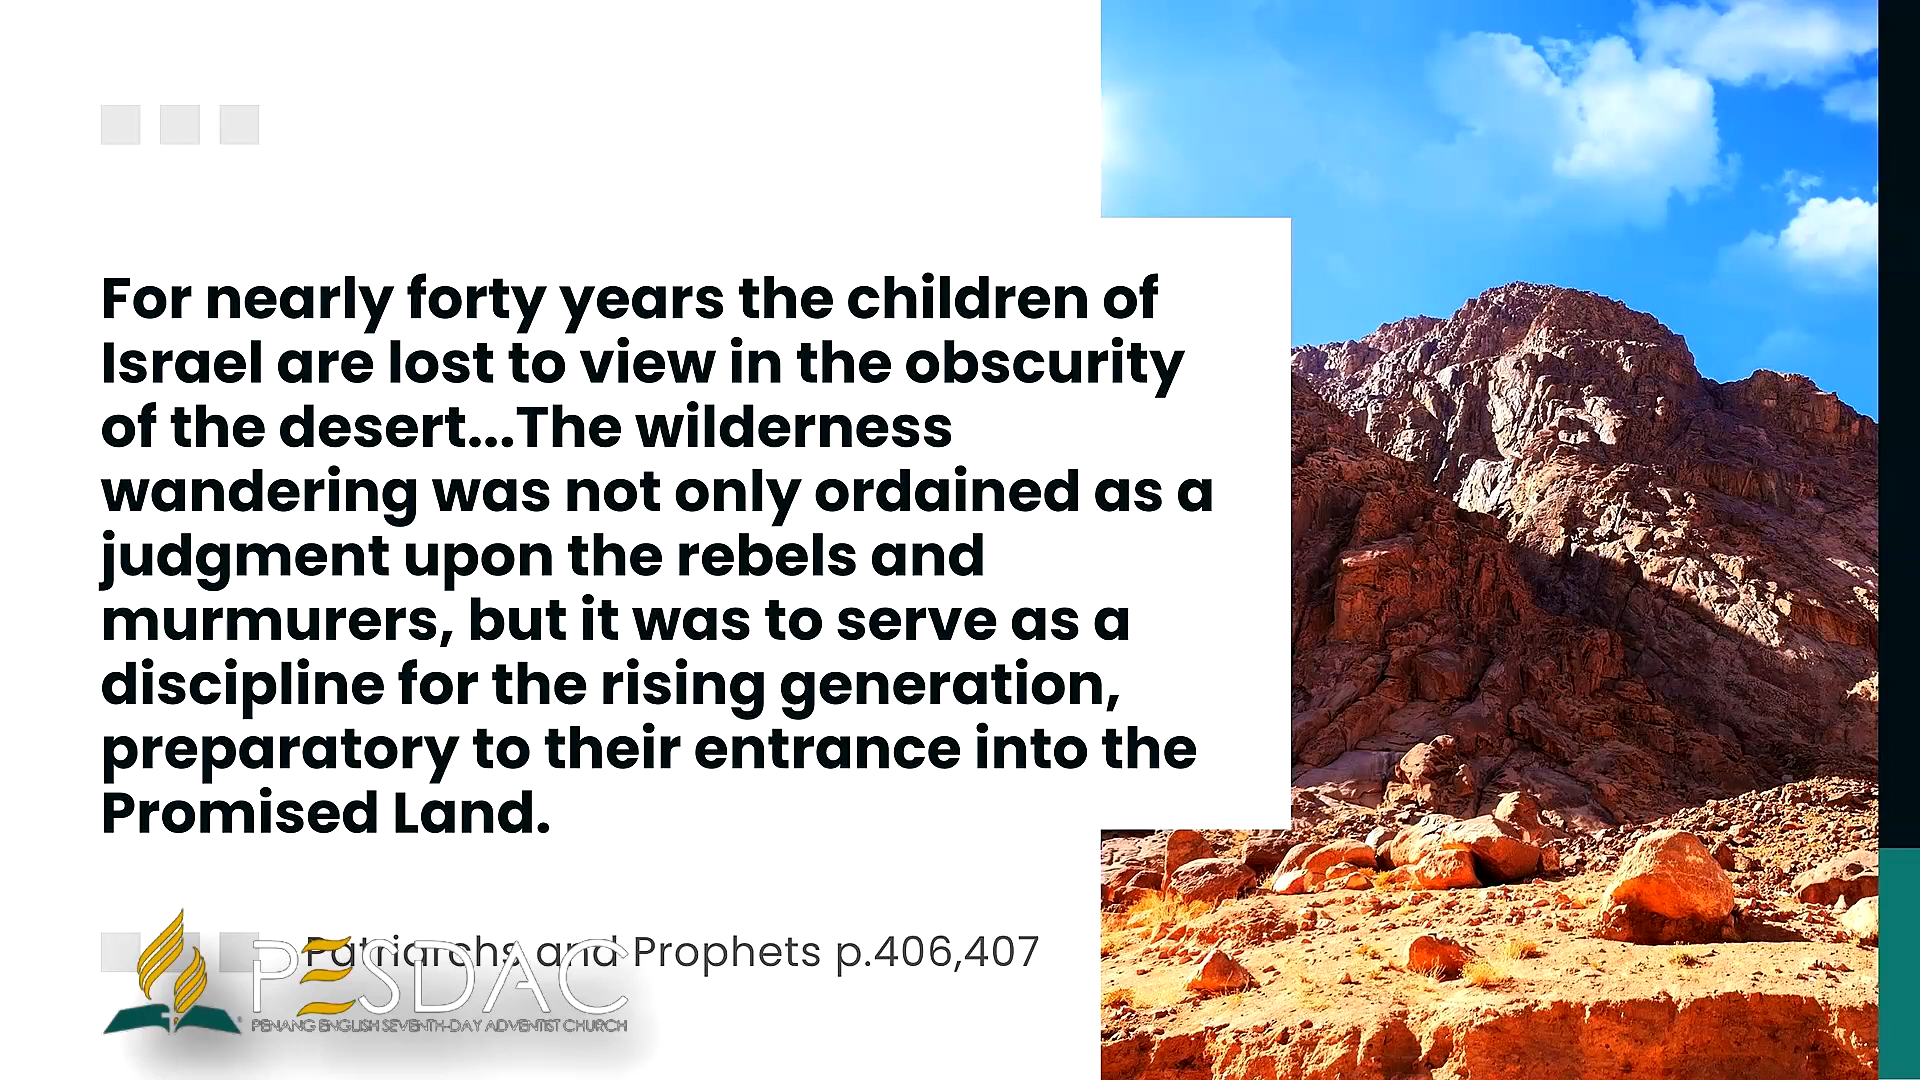 For nearly forty years the children of
Israel are lost to view in the obscurity
of the desert...The wilderness
wandering was not only ordained as a
judgment upon the rebels and
murmurers, but it was to serve as a
discipline for the rising generation,
preparatory to their entrance into the
Promised Land.
Patriarchs and Prophets p.406,407
PESDAC
PENANG ENGLISH SEVENTH-DAY ADVENTIST CHURCH